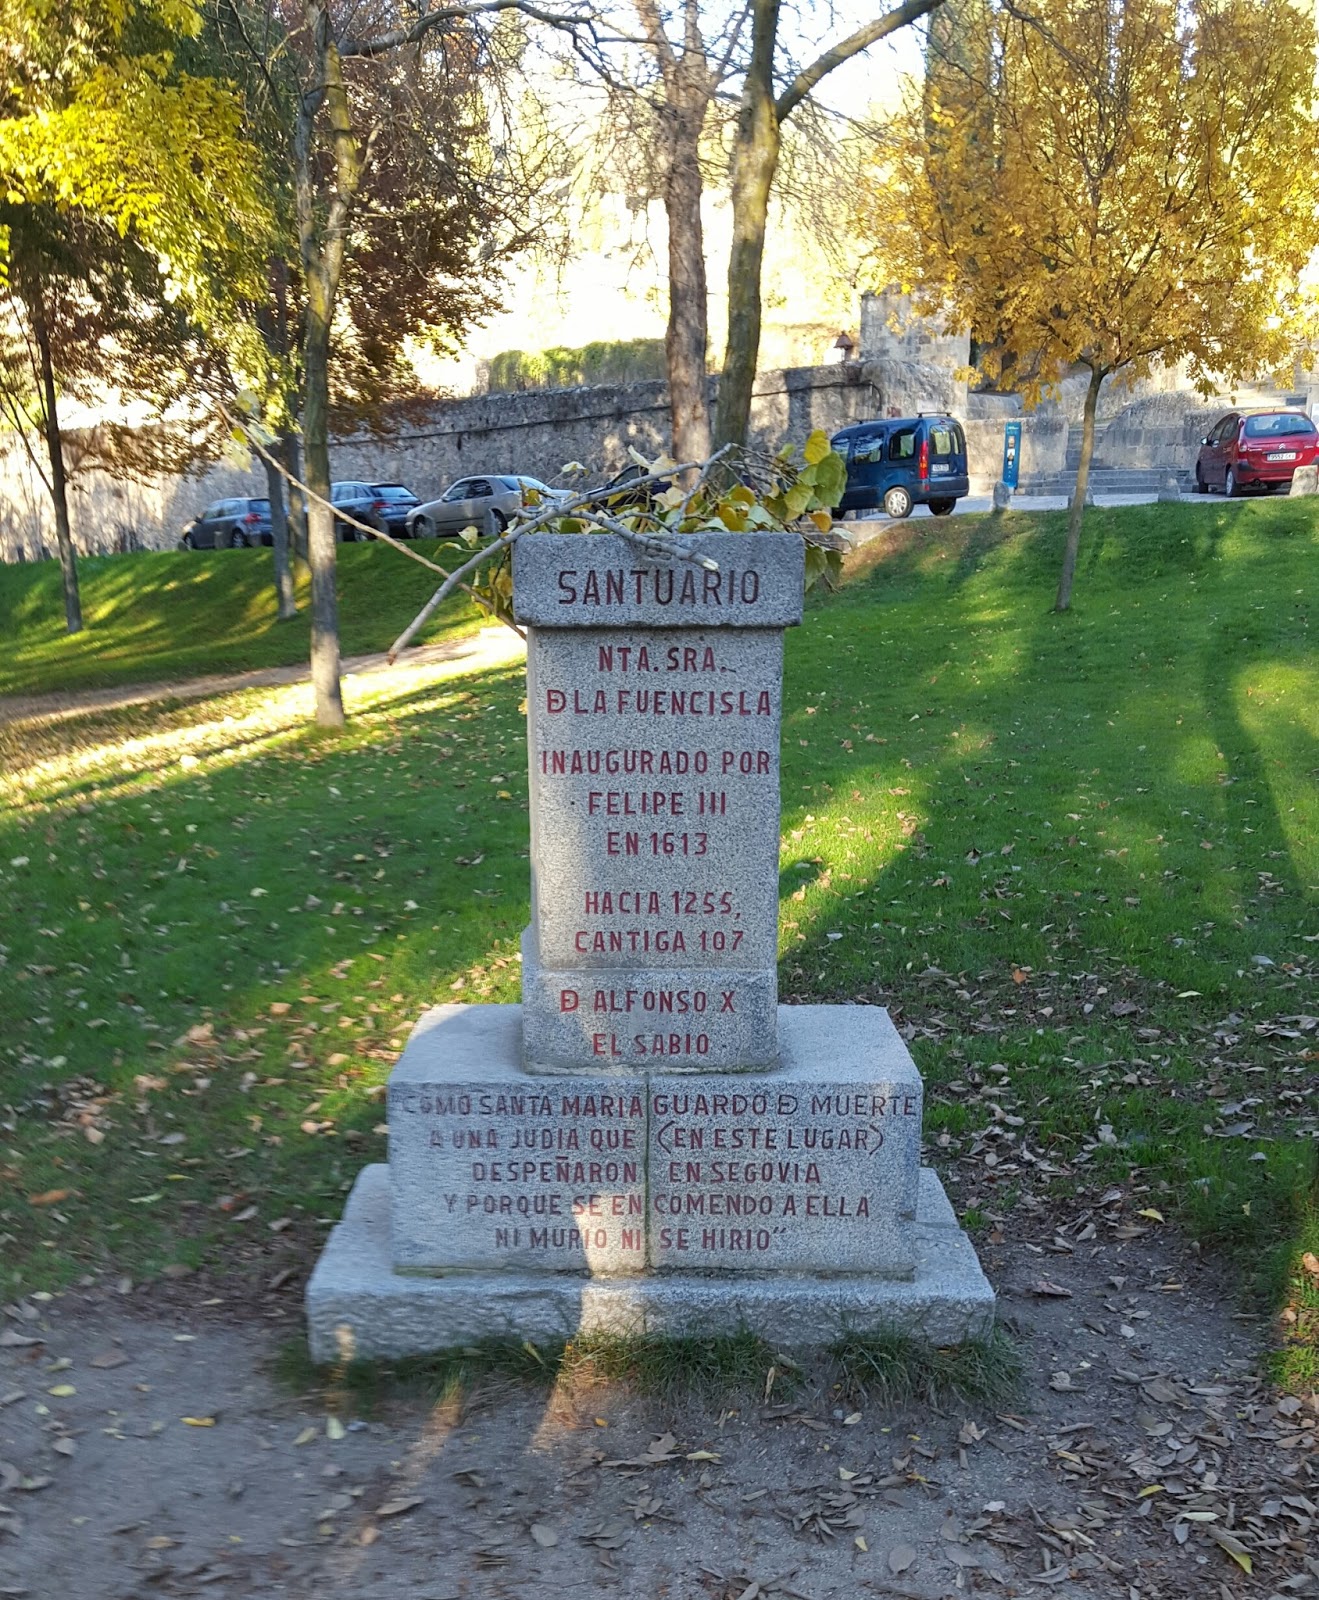 SANTUARIO
NTA. SRA.
Đ LA FUENCISLA
INAUGURADO POR
FELIPE III
EN 1613
HACIA 1255,
CANTIGA 107
Đ ALFONSO X
EL SABIO
"COMO SANTA MARIA GUARDO Đ MUERTE
A UNA JUDIA QUE (EN ESTE LUGAR)
DESPEÑARON EN SEGOVIA
Y PORQUE SE ENCOMENDO A ELLA
NI MURIO NI SE HIRIO"